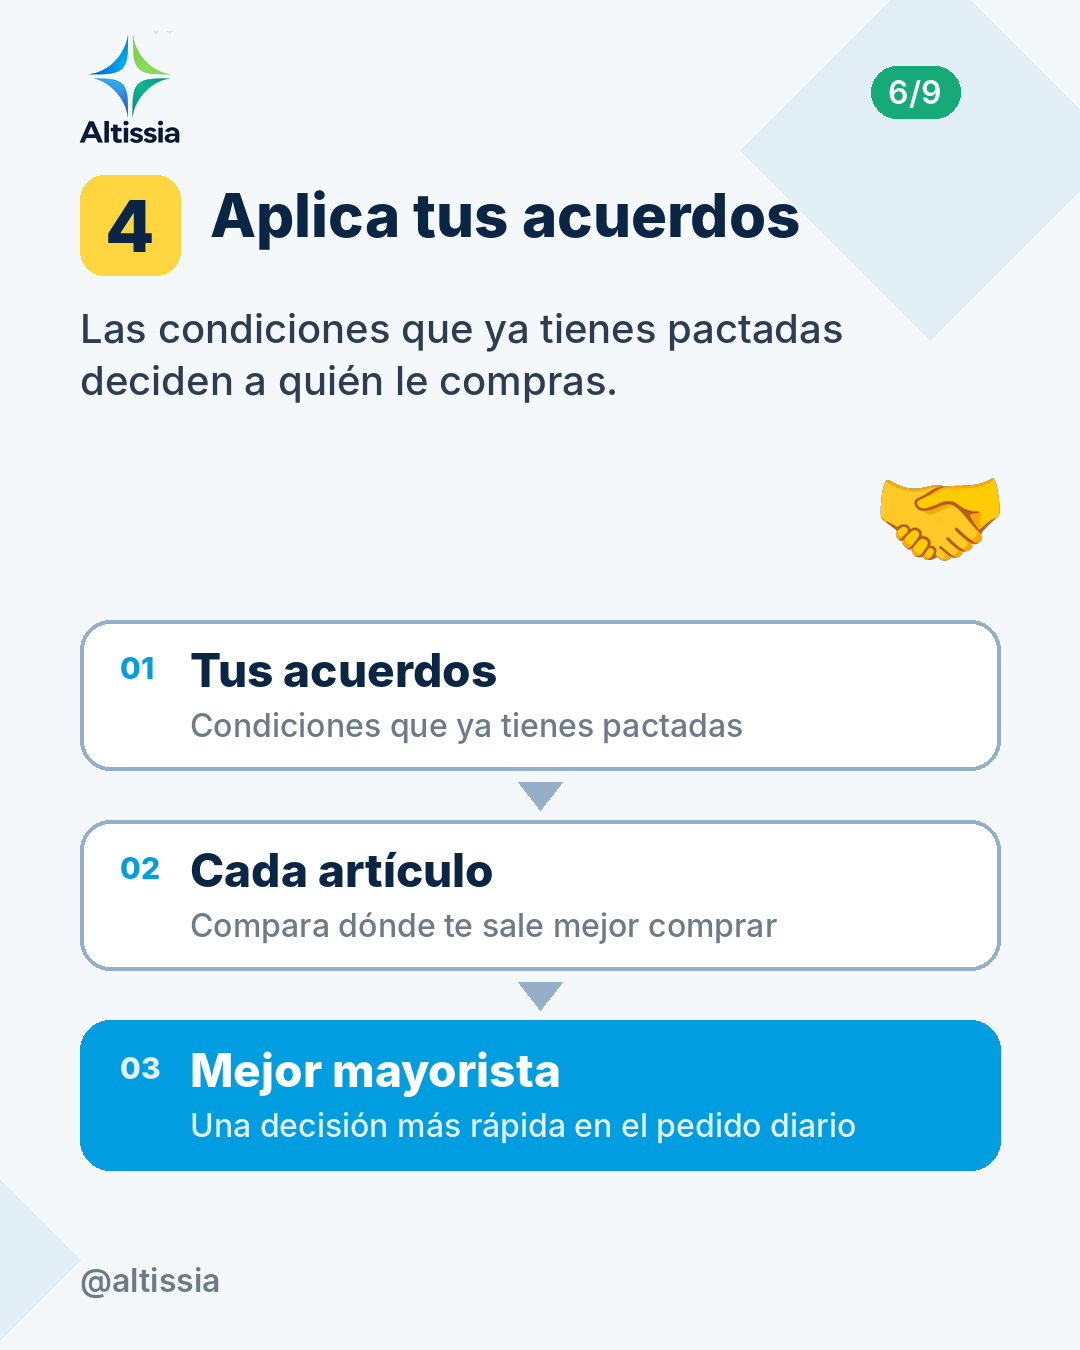 Altissia
6/9
4
Aplica tus acuerdos
Las condiciones que ya tienes pactadas
deciden a quién le compras.
01
Tus acuerdos
Condiciones que ya tienes pactadas
02
Cada artículo
Compara dónde te sale mejor comprar
03
Mejor mayorista
Una decisión más rápida en el pedido diario
@altissia